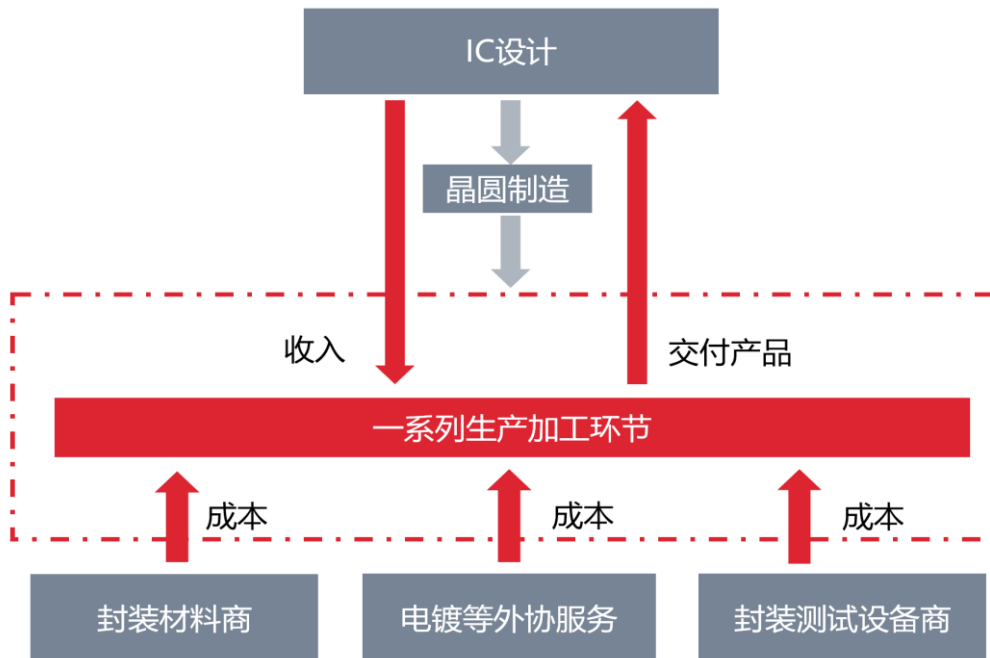 IC设计
晶圆制造
收入
交付产品
一系列生产加工环节
成本
成本
成本
封装材料商
电镀等外协服务
封装测试设备商